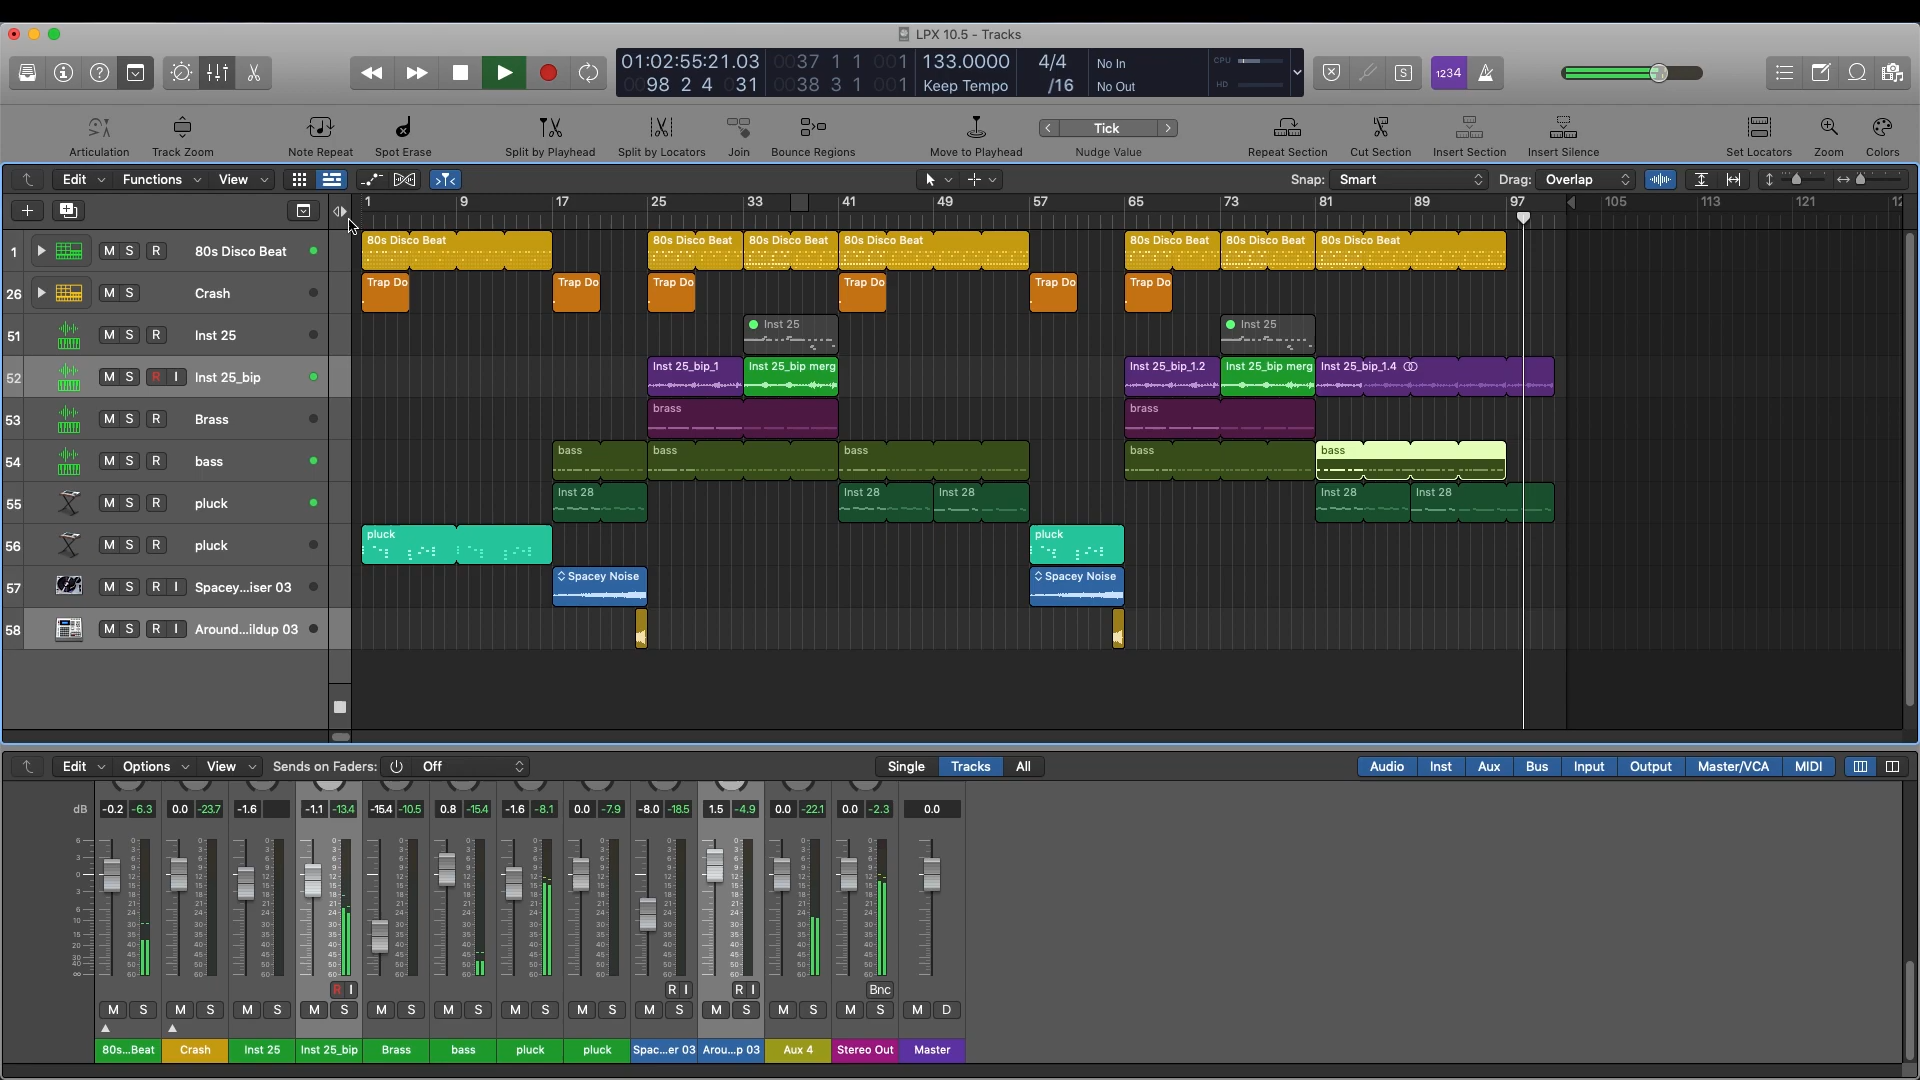 LPX 10.5 - Tracks
01:02:55:21.03 0037 1 1 001 133.0000 4/4 No In CPU
0098 2 4 031 0038 3 1 001 Keep Tempo /16 No Out HD
S 1234
Articulation Track Zoom Note Repeat Spot Erase Split by Playhead Split by Locators Join Bounce Regions Move to Playhead Tick Nudge Value Repeat Section Cut Section Insert Section Insert Silence Set Locators Zoom Colors
Edit Functions View Snap: Smart Drag: Overlap
1 9 17 25 33 41 49 57 65 73 81 89 97 105 113 121
1 M S R 80s Disco Beat 80s Disco Beat 80s Disco Beat 80s Disco Beat 80s Disco Beat 80s Disco Beat 80s Disco Beat 80s Disco Beat
26 M S Crash Trap Do Trap Do Trap Do Trap Do Trap Do Trap Do
51 M S R Inst 25 Inst 25 Inst 25
52 M S R I Inst 25_bip Inst 25_bip_1 Inst 25_bip merg Inst 25_bip_1.2 Inst 25_bip merg Inst 25_bip_1.4
53 M S R Brass brass brass
54 M S R bass bass bass bass bass bass
55 M S R pluck Inst 28 Inst 28 Inst 28 Inst 28 Inst 28
56 M S R pluck pluck pluck
57 M S R I Spacey...iser 03 Spacey Noise Spacey Noise
58 M S R I Around...ildup 03
Edit Options View Sends on Faders: Off Single Tracks All Audio Inst Aux Bus Input Output Master/VCA MIDI
dB -0.2 -6.3 0.0 -23.7 -1.6 -1.1 -13.4 -15.4 -10.5 0.8 -15.4 -1.6 -8.1 0.0 -7.9 -8.0 -18.5 1.5 -4.9 0.0 -22.1 0.0 -2.3 0.0
R I R I R I Bnc
M S M S M S M S M S M S M S M S M S M S M S M S M D
80s...Beat Crash Inst 25 Inst 25_bip Brass bass pluck pluck Spac...er 03 Arou...p 03 Aux 4 Stereo Out Master